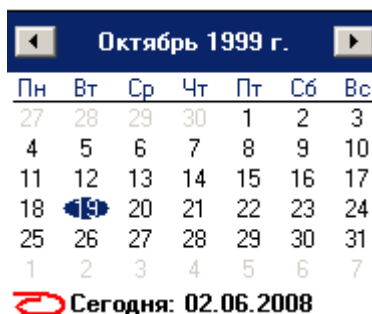 Октябрь 1999 г.
Пн Вт Ср Чт Пт Сб Вс
27 28 29 30 1 2 3
4 5 6 7 8 9 10
11 12 13 14 15 16 17
18 19 20 21 22 23 24
25 26 27 28 29 30 31
1 2 3 4 5 6 7
Сегодня: 02.06.2008